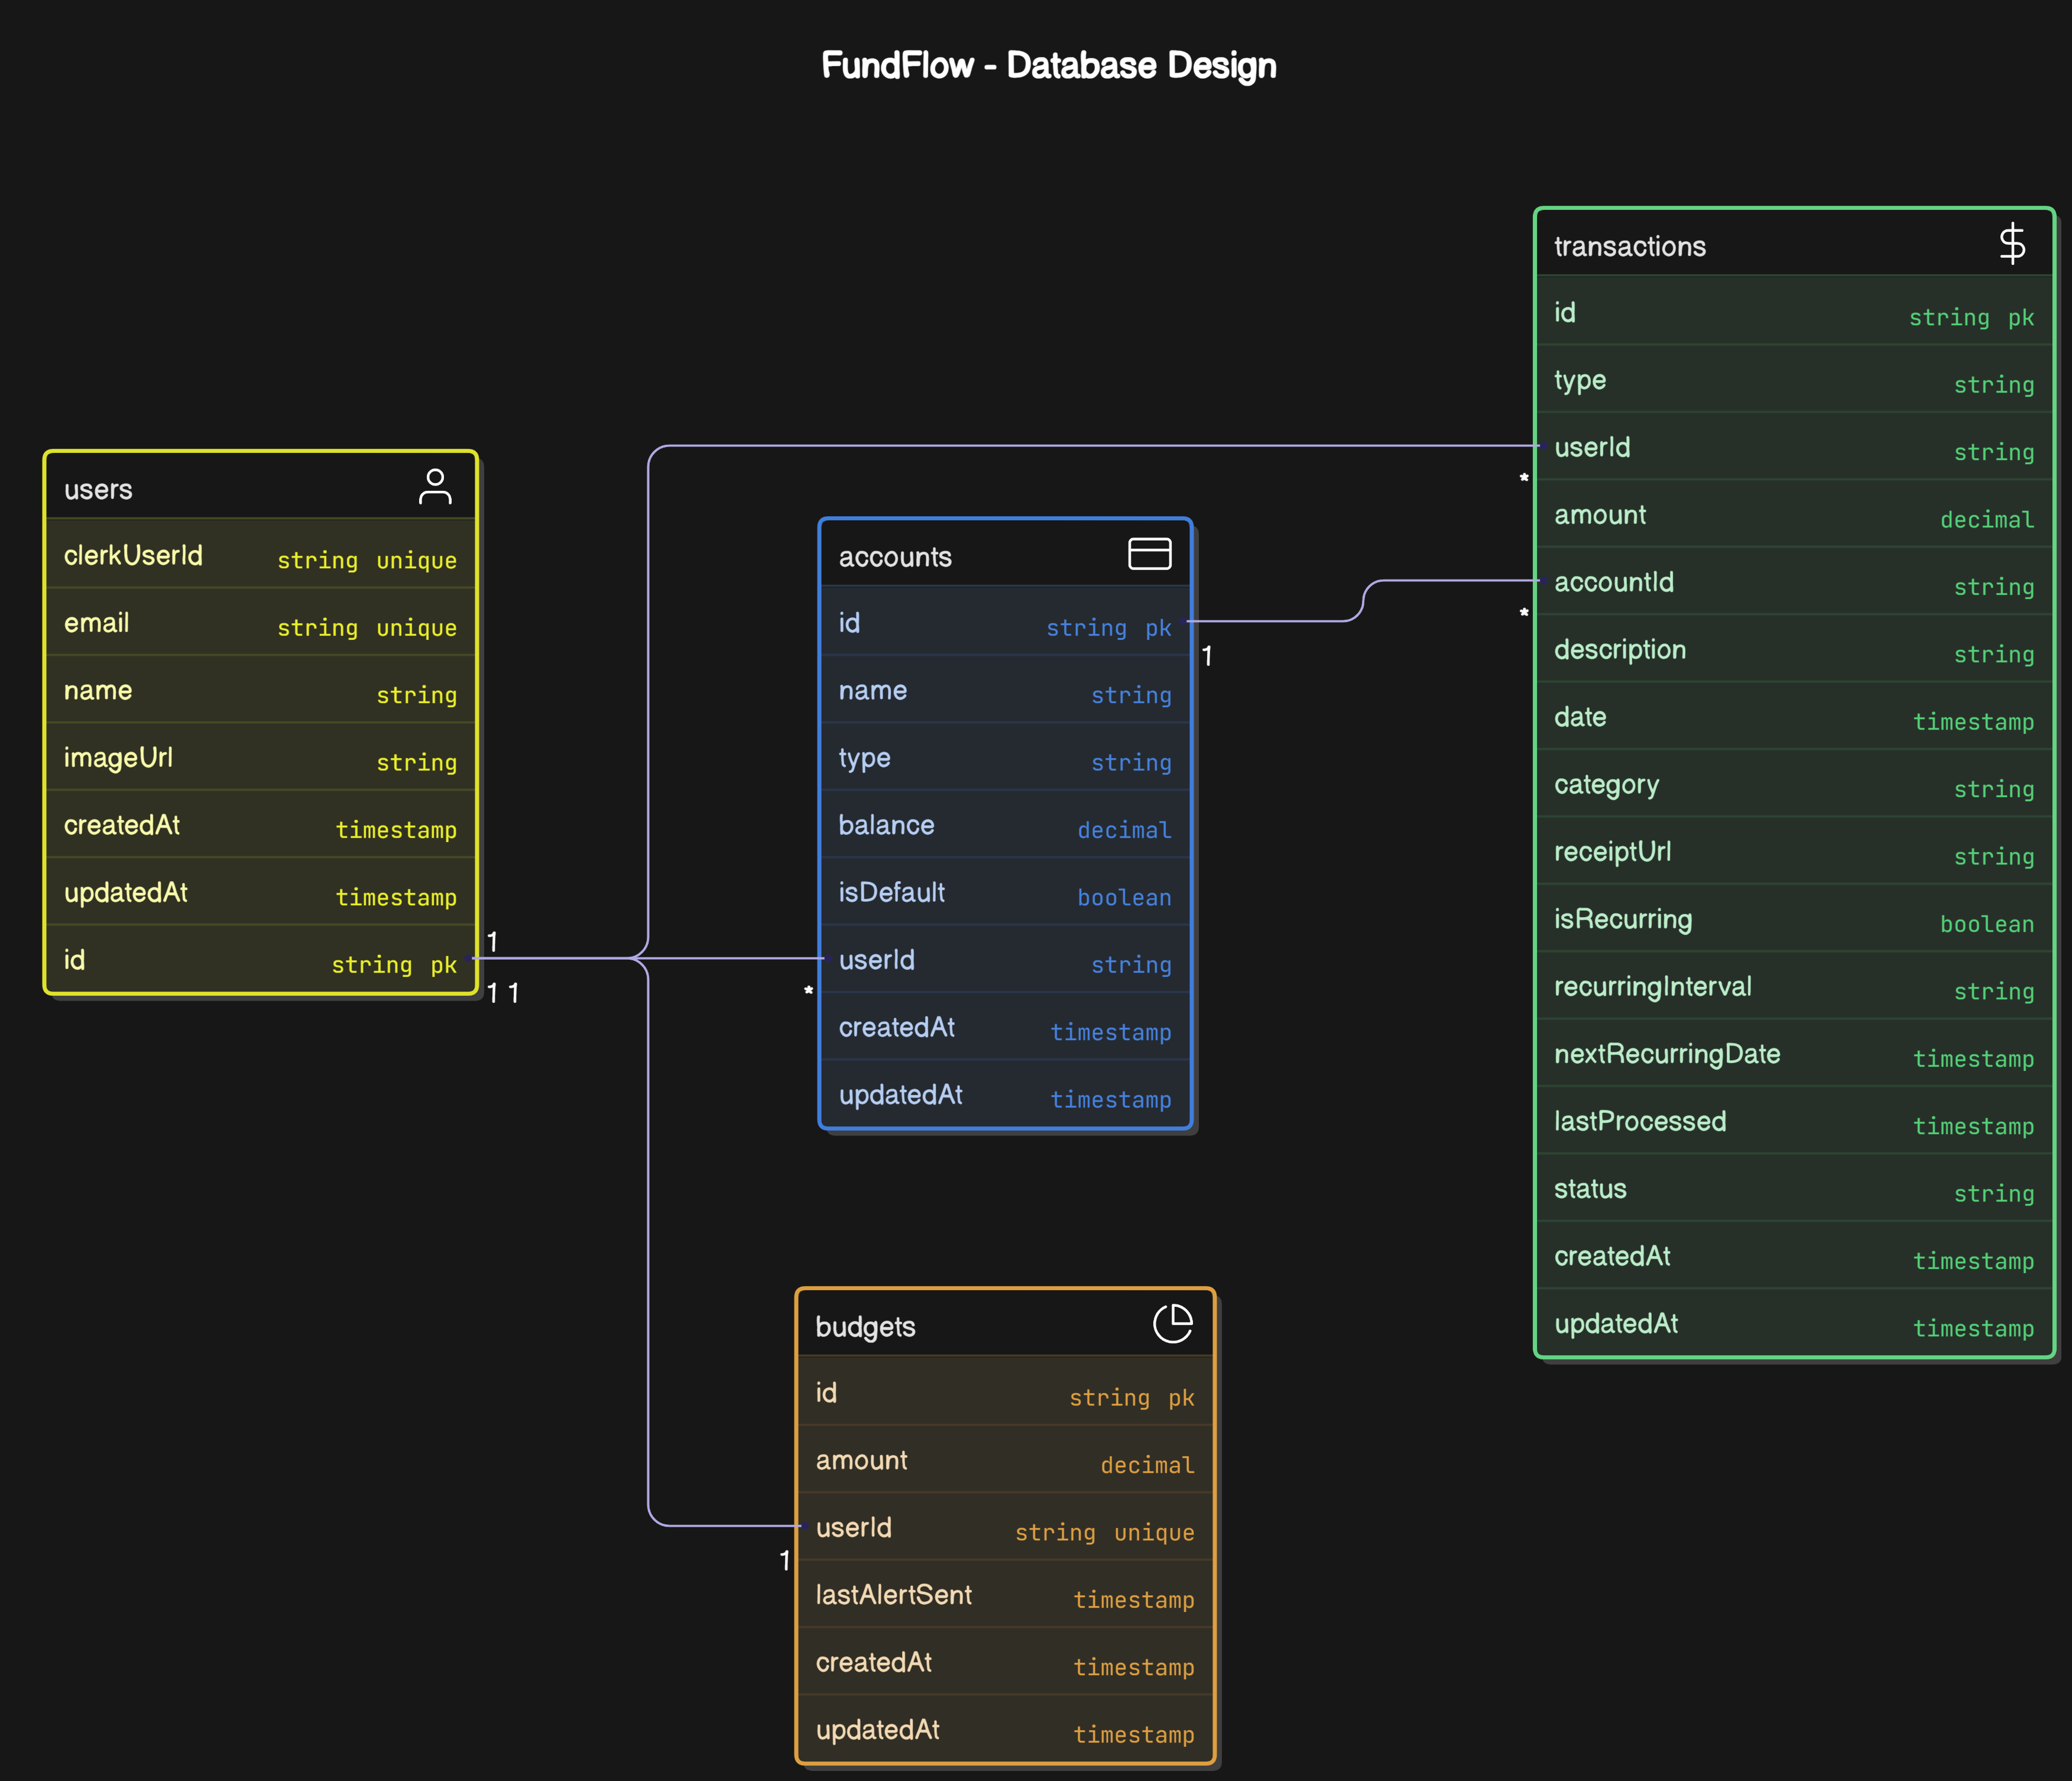 FundFlow - Database Design
users
clerkUserId string unique
email string unique
name string
imageUrl string
createdAt timestamp
updatedAt timestamp
id string pk
1
1 1
accounts
id string pk
1
name string
type string
balance decimal
isDefault boolean
userId string
*
createdAt timestamp
updatedAt timestamp
budgets
id string pk
amount decimal
userId string unique
1
lastAlertSent timestamp
createdAt timestamp
updatedAt timestamp
transactions
id string pk
type string
userId string
*
amount decimal
accountId string
*
description string
date timestamp
category string
receiptUrl string
isRecurring boolean
recurringInterval string
nextRecurringDate timestamp
lastProcessed timestamp
status string
createdAt timestamp
updatedAt timestamp